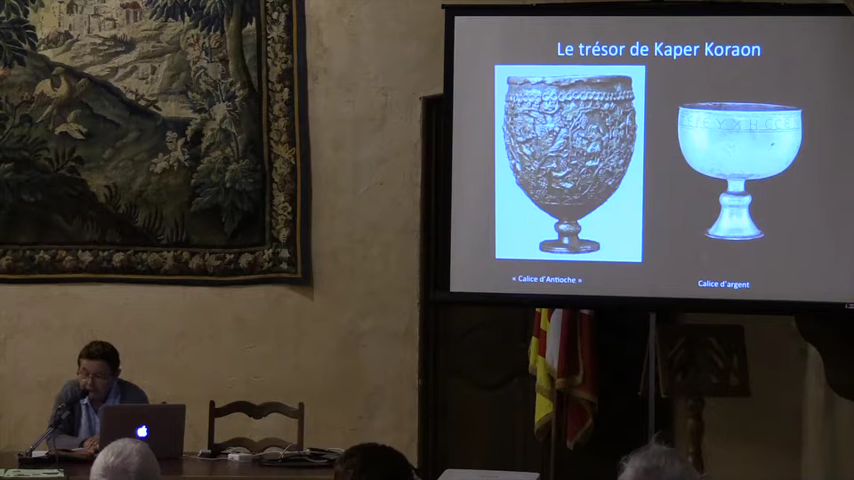 Le trésor de Kaper Koraon
« Calice d'Antioche »
Calice d'argent